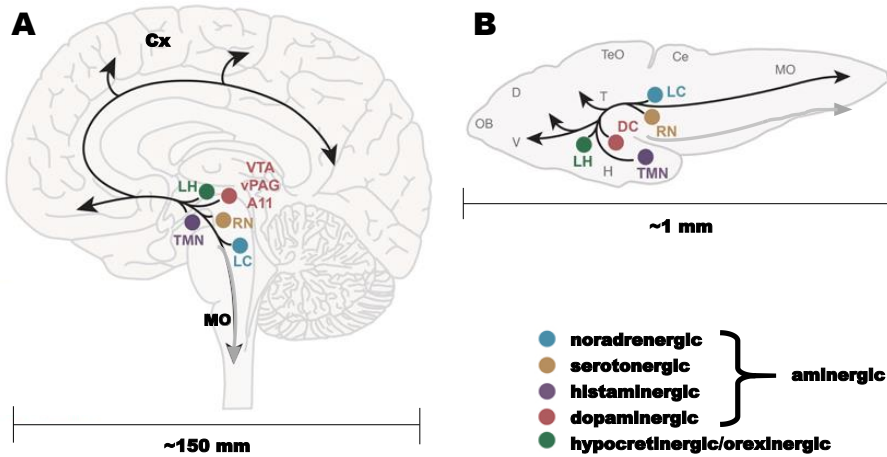 A
Cx
VTA
LH
vPAG
A11
RN
TMN
LC
MO
~150 mm
B
TeO
Ce
MO
D
T
LC
OB
DC
RN
V
LH
H
TMN
~1 mm
noradrenergic
serotonergic
histaminergic
dopaminergic
hypocretinergic/orexinergic
aminergic